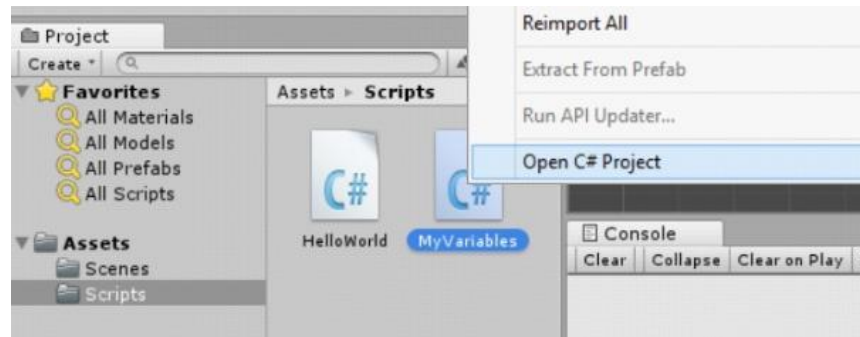 Project
Create
Favorites
All Materials
All Models
All Prefabs
All Scripts
Assets
Scenes
Scripts
Assets ▸ Scripts
C#
HelloWorld
C#
MyVariables
Reimport All
Extract From Prefab
Run API Updater...
Open C# Project
Console
Clear Collapse Clear on Play